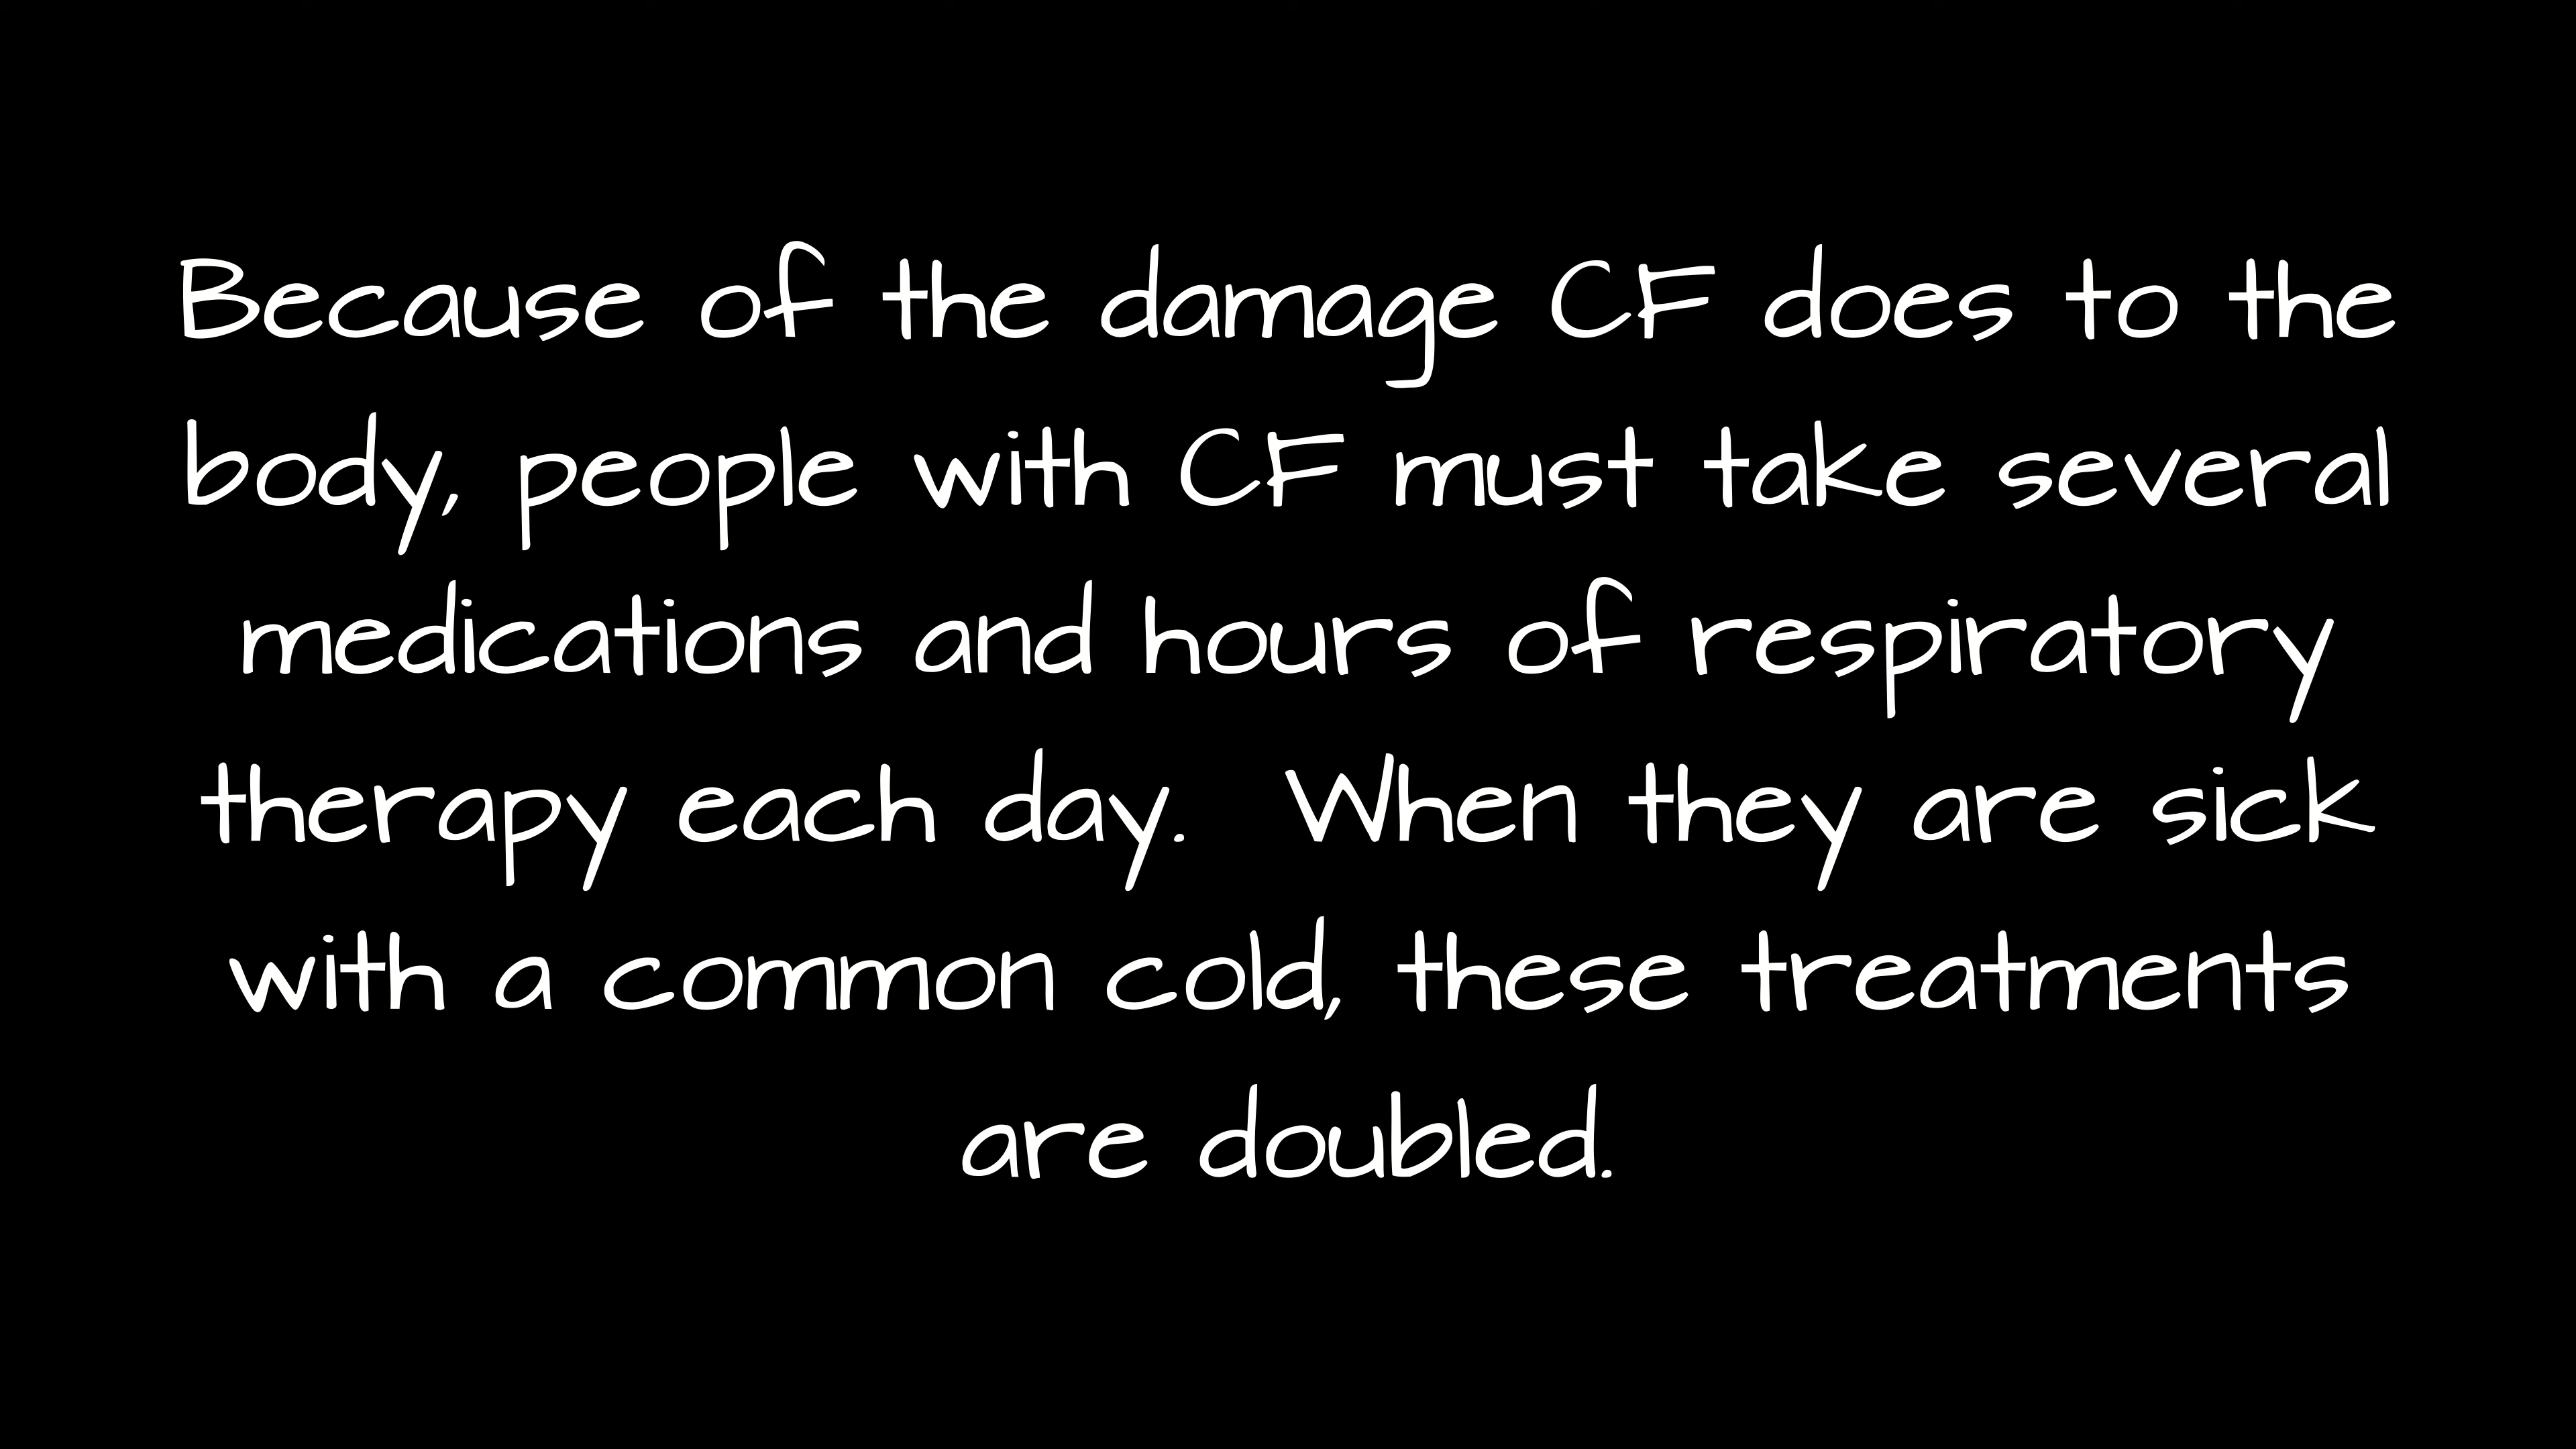 Because of the damage CF does to the
body, people with CF must take several
medications and hours of respiratory
therapy each day.  When they are sick
with a common cold, these treatments
are doubled.